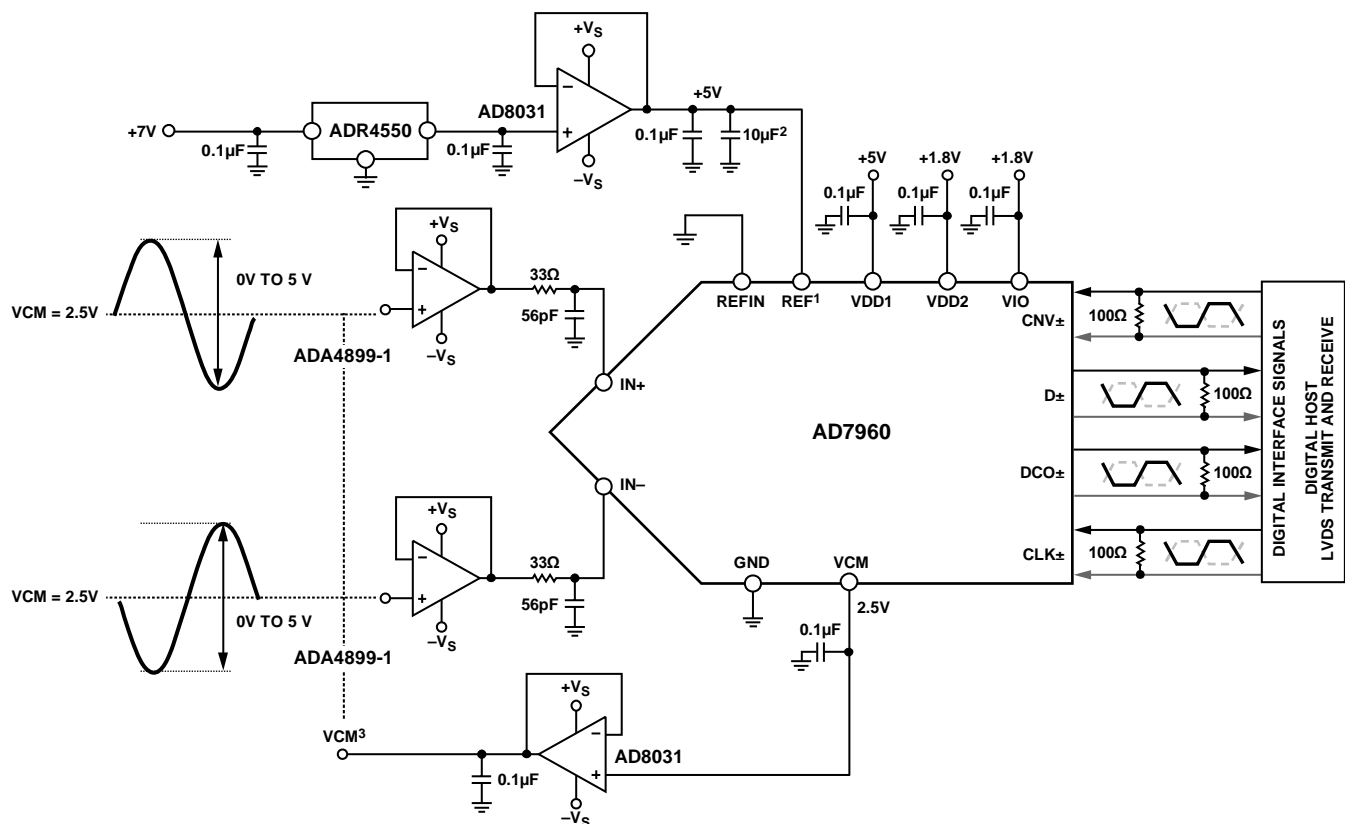 +VS
AD8031
+5V
+7V
ADR4550
0.1µF
0.1µF
0.1µF
10µF2
−VS
+5V
+1.8V
+1.8V
0.1µF
0.1µF
0.1µF
+VS
0V TO 5 V
VCM = 2.5V
33Ω
56pF
−VS
ADA4899-1
REFIN
REF1
VDD1
VDD2
VIO
CNV±
100Ω
IN+
D±
100Ω
AD7960
DCO±
100Ω
IN−
CLK±
100Ω
DIGITAL INTERFACE SIGNALS
DIGITAL HOST
LVDS TRANSMIT AND RECEIVE
+VS
33Ω
56pF
VCM = 2.5V
0V TO 5 V
−VS
ADA4899-1
GND
VCM
2.5V
0.1µF
+VS
VCM3
AD8031
0.1µF
−VS